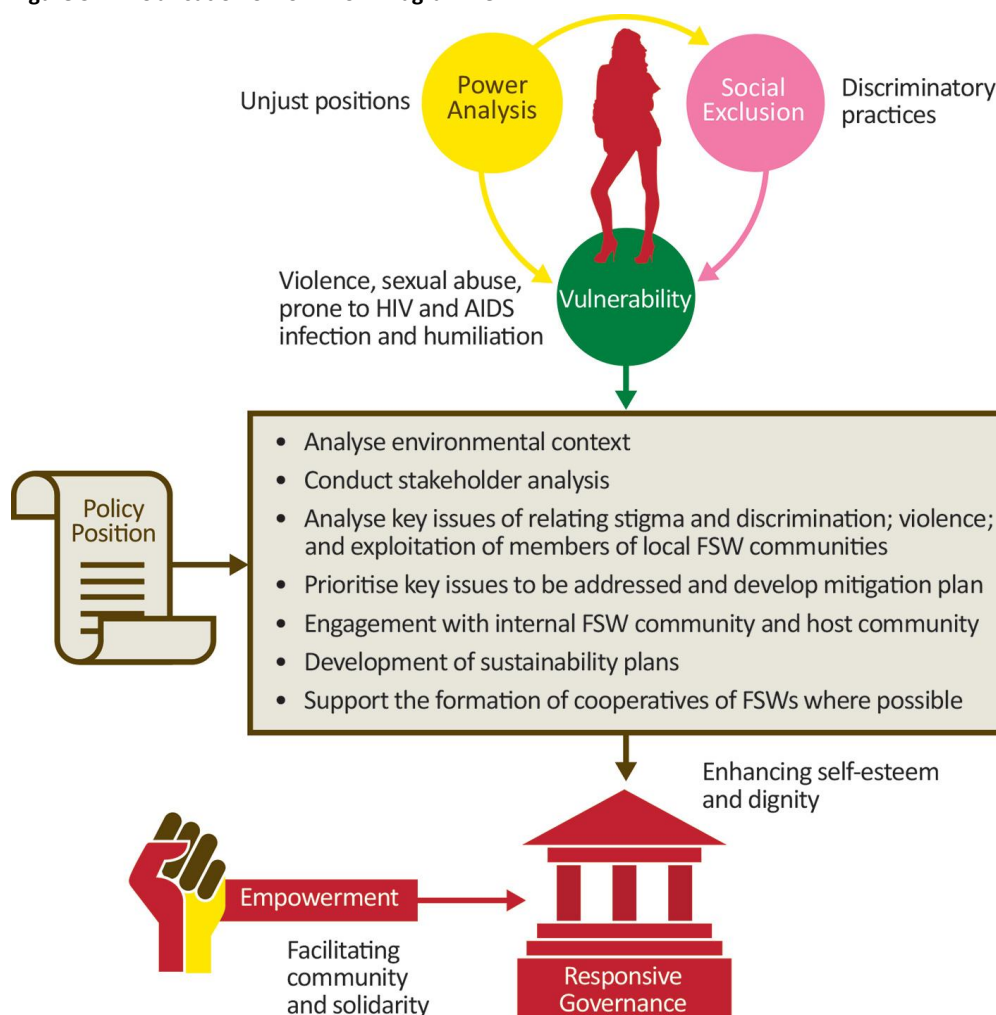 Power
Analysis
Social
Exclusion
Unjust positions
Discriminatory
practices
Violence, sexual abuse,
prone to HIV and AIDS
infection and humiliation
Vulnerability
• Analyse environmental context
• Conduct stakeholder analysis
• Analyse key issues of relating stigma and discrimination; violence;
and exploitation of members of local FSW communities
• Prioritise key issues to be addressed and develop mitigation plan
• Engagement with internal FSW community and host community
• Development of sustainability plans
• Support the formation of cooperatives of FSWs where possible
Policy
Position
Enhancing self-esteem
and dignity
Empowerment
Facilitating
community
and solidarity
Responsive
Governance